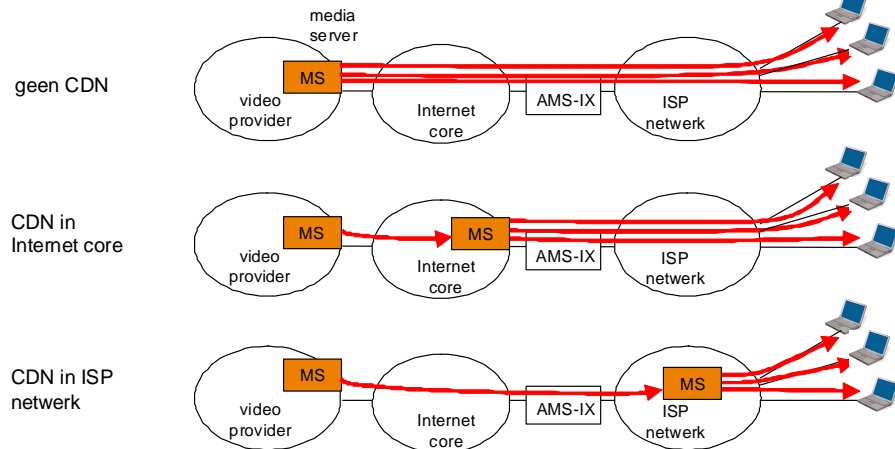 media
server
geen CDN
MS
video
provider
Internet
core
AMS-IX
ISP
netwerk
CDN in
Internet core
MS
video
provider
MS
Internet
core
AMS-IX
ISP
netwerk
CDN in ISP
netwerk
MS
video
provider
Internet
core
AMS-IX
MS
ISP
netwerk